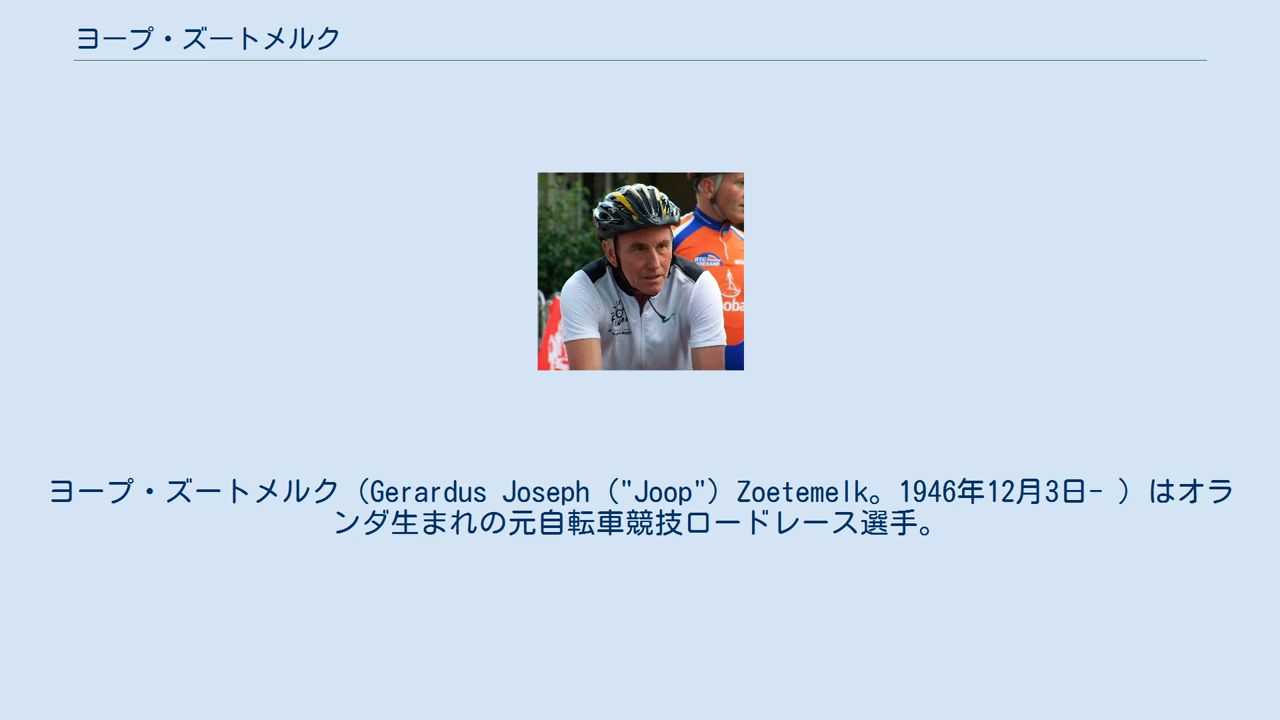 ヨープ・ズートメルク
ヨープ・ズートメルク（Gerardus Joseph（"Joop"）Zoetemelk。1946年12月3日- ）はオラ
ンダ生まれの元自転車競技ロードレース選手。